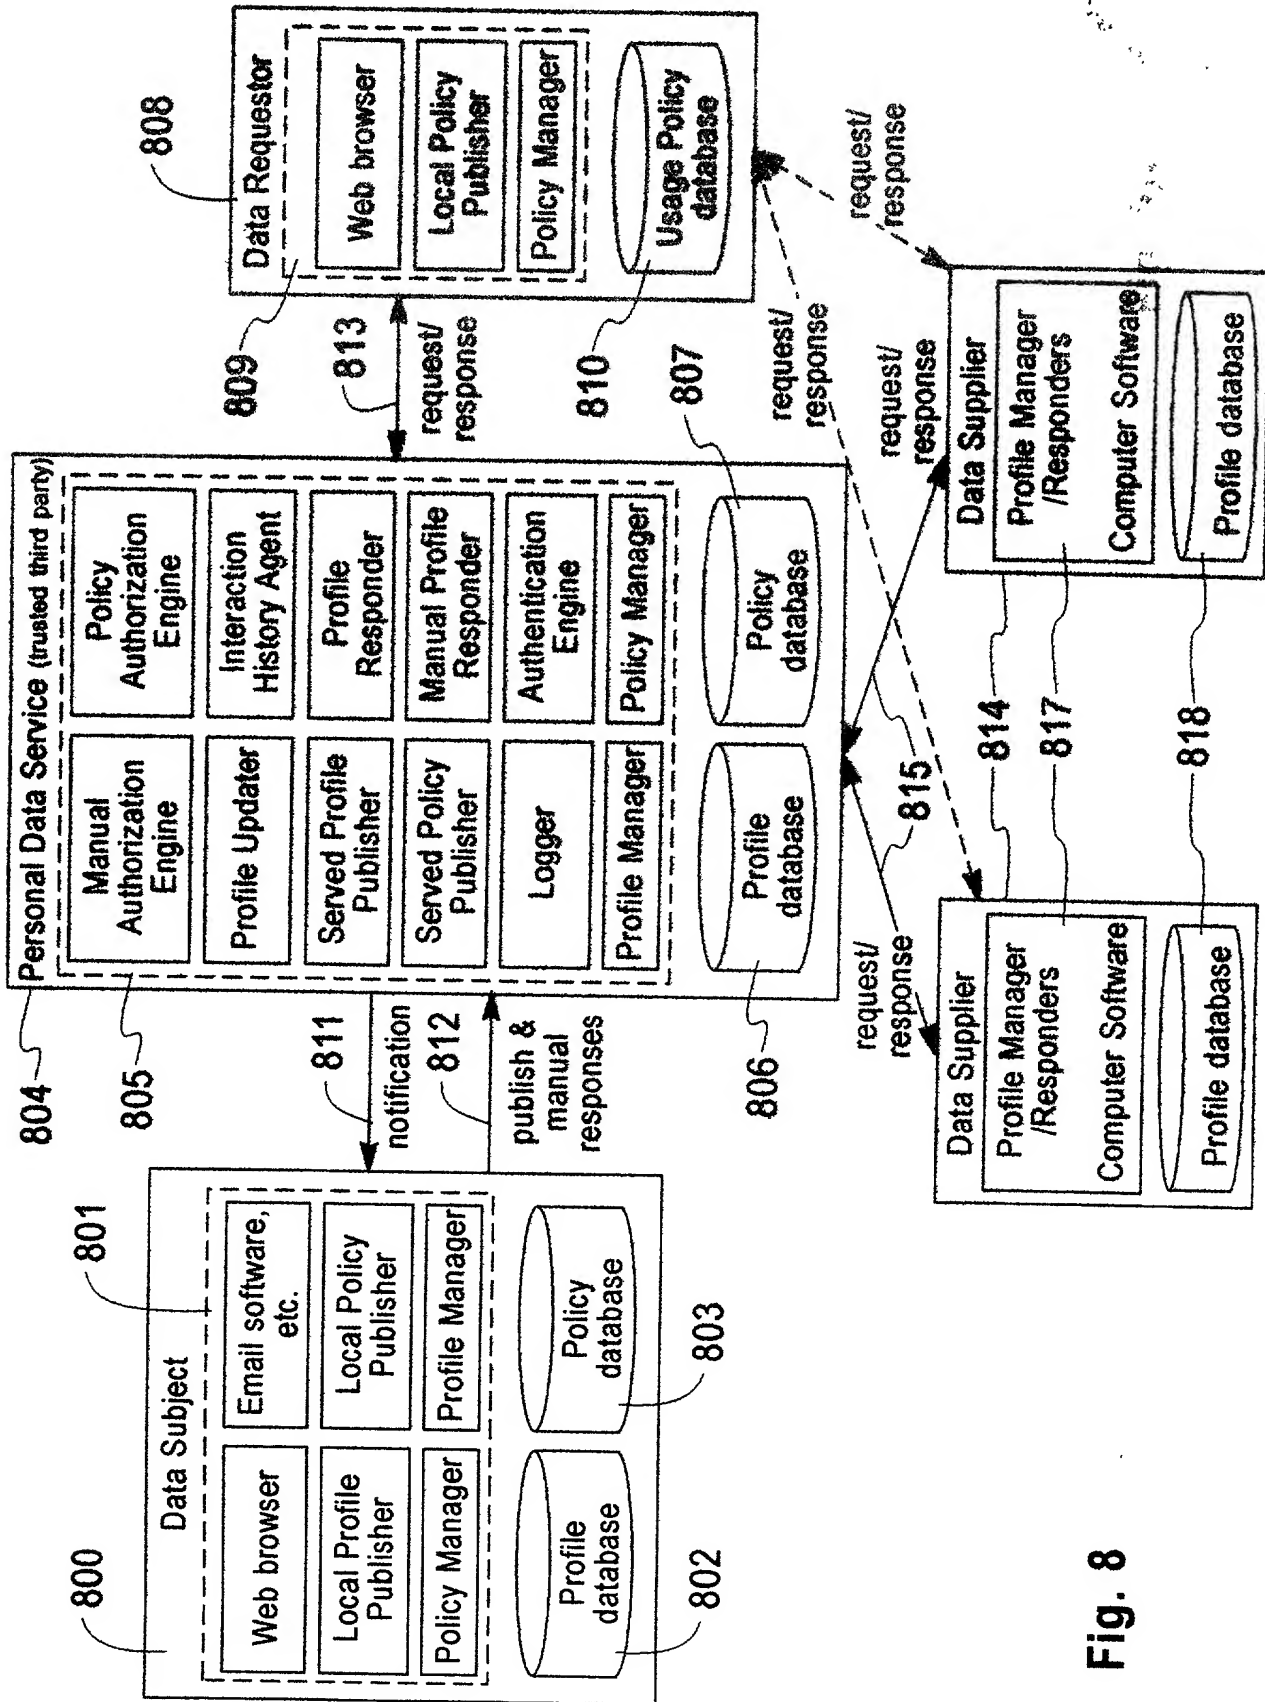 800
Data Subject
801
Web browser
Email software,
etc.
Local Profile
Publisher
Local Policy
Publisher
Policy Manager
Profile Manager
Profile
database
Policy
database
802
803
811
notification
812
publish &
manual
responses
804
Personal Data Service (trusted third party)
805
Manual
Authorization
Engine
Policy
Authorization
Engine
Profile Updater
Interaction
History Agent
Served Profile
Publisher
Profile
Responder
Served Policy
Publisher
Manual Profile
Responder
Logger
Authentication
Engine
Profile Manager
Policy Manager
Profile
database
Policy
database
806
807
813
request/
response
808
Data Requestor
809
Web browser
Local Policy
Publisher
Policy Manager
Usage Policy
database
810
request/
response
815
request/
response
request/
response
request/
response
Data Supplier
Profile Manager
/Responders
Computer Software
Profile database
814
817
818
Data Supplier
Profile Manager
/Responders
Computer Software
Profile database
Fig. 8